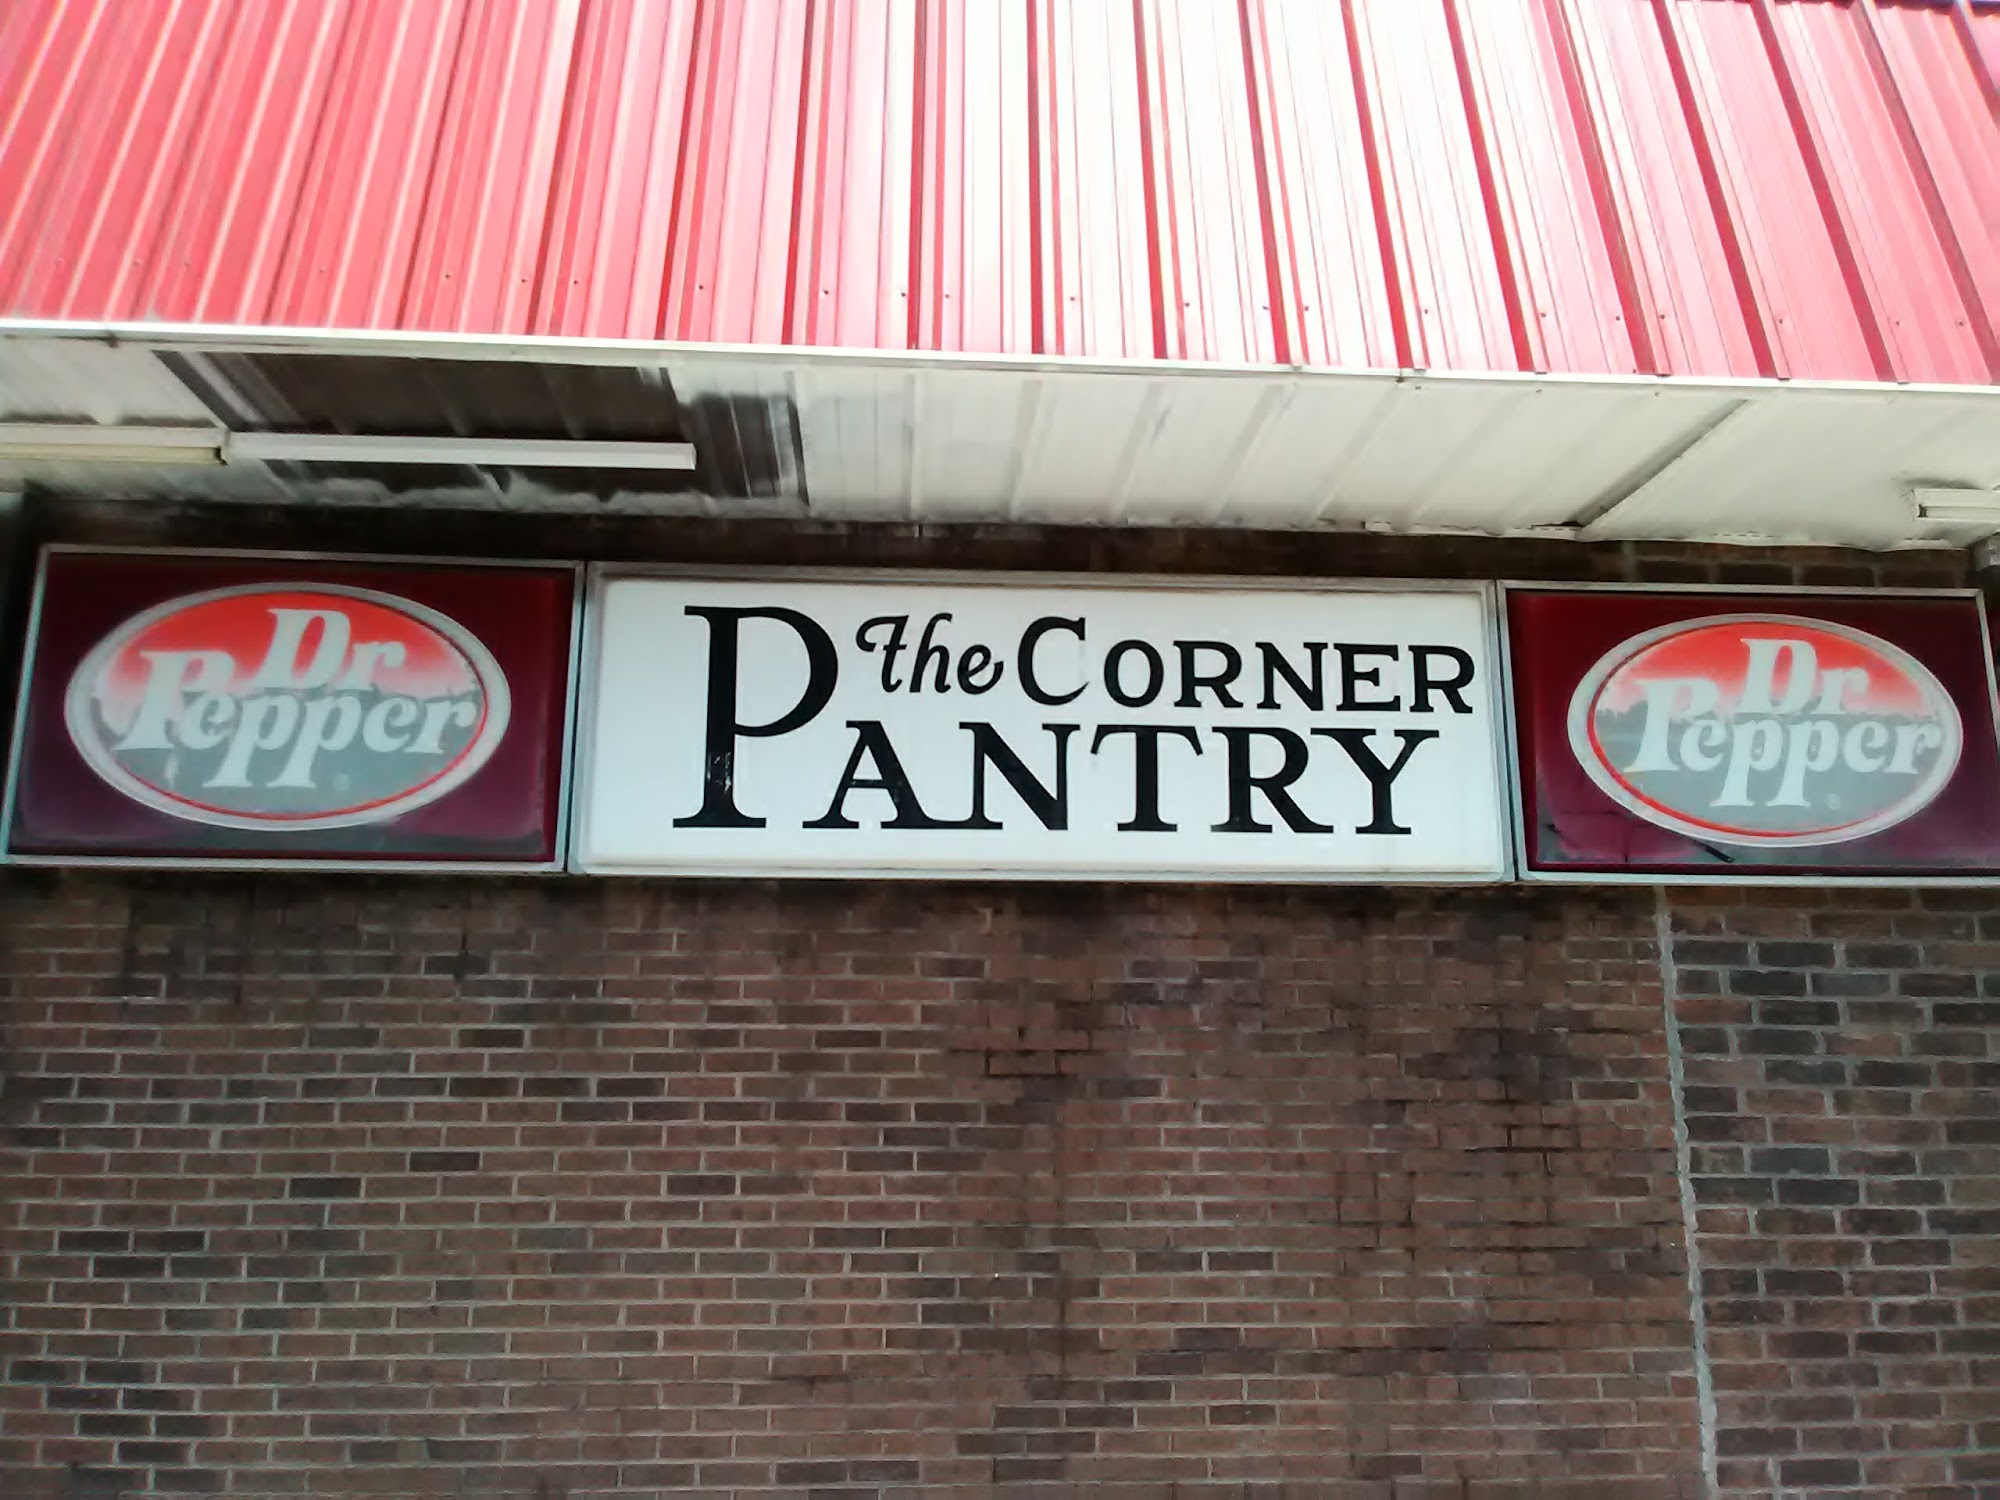 Dr
Pepper
the CORNER
PANTRY
Dr
Pepper